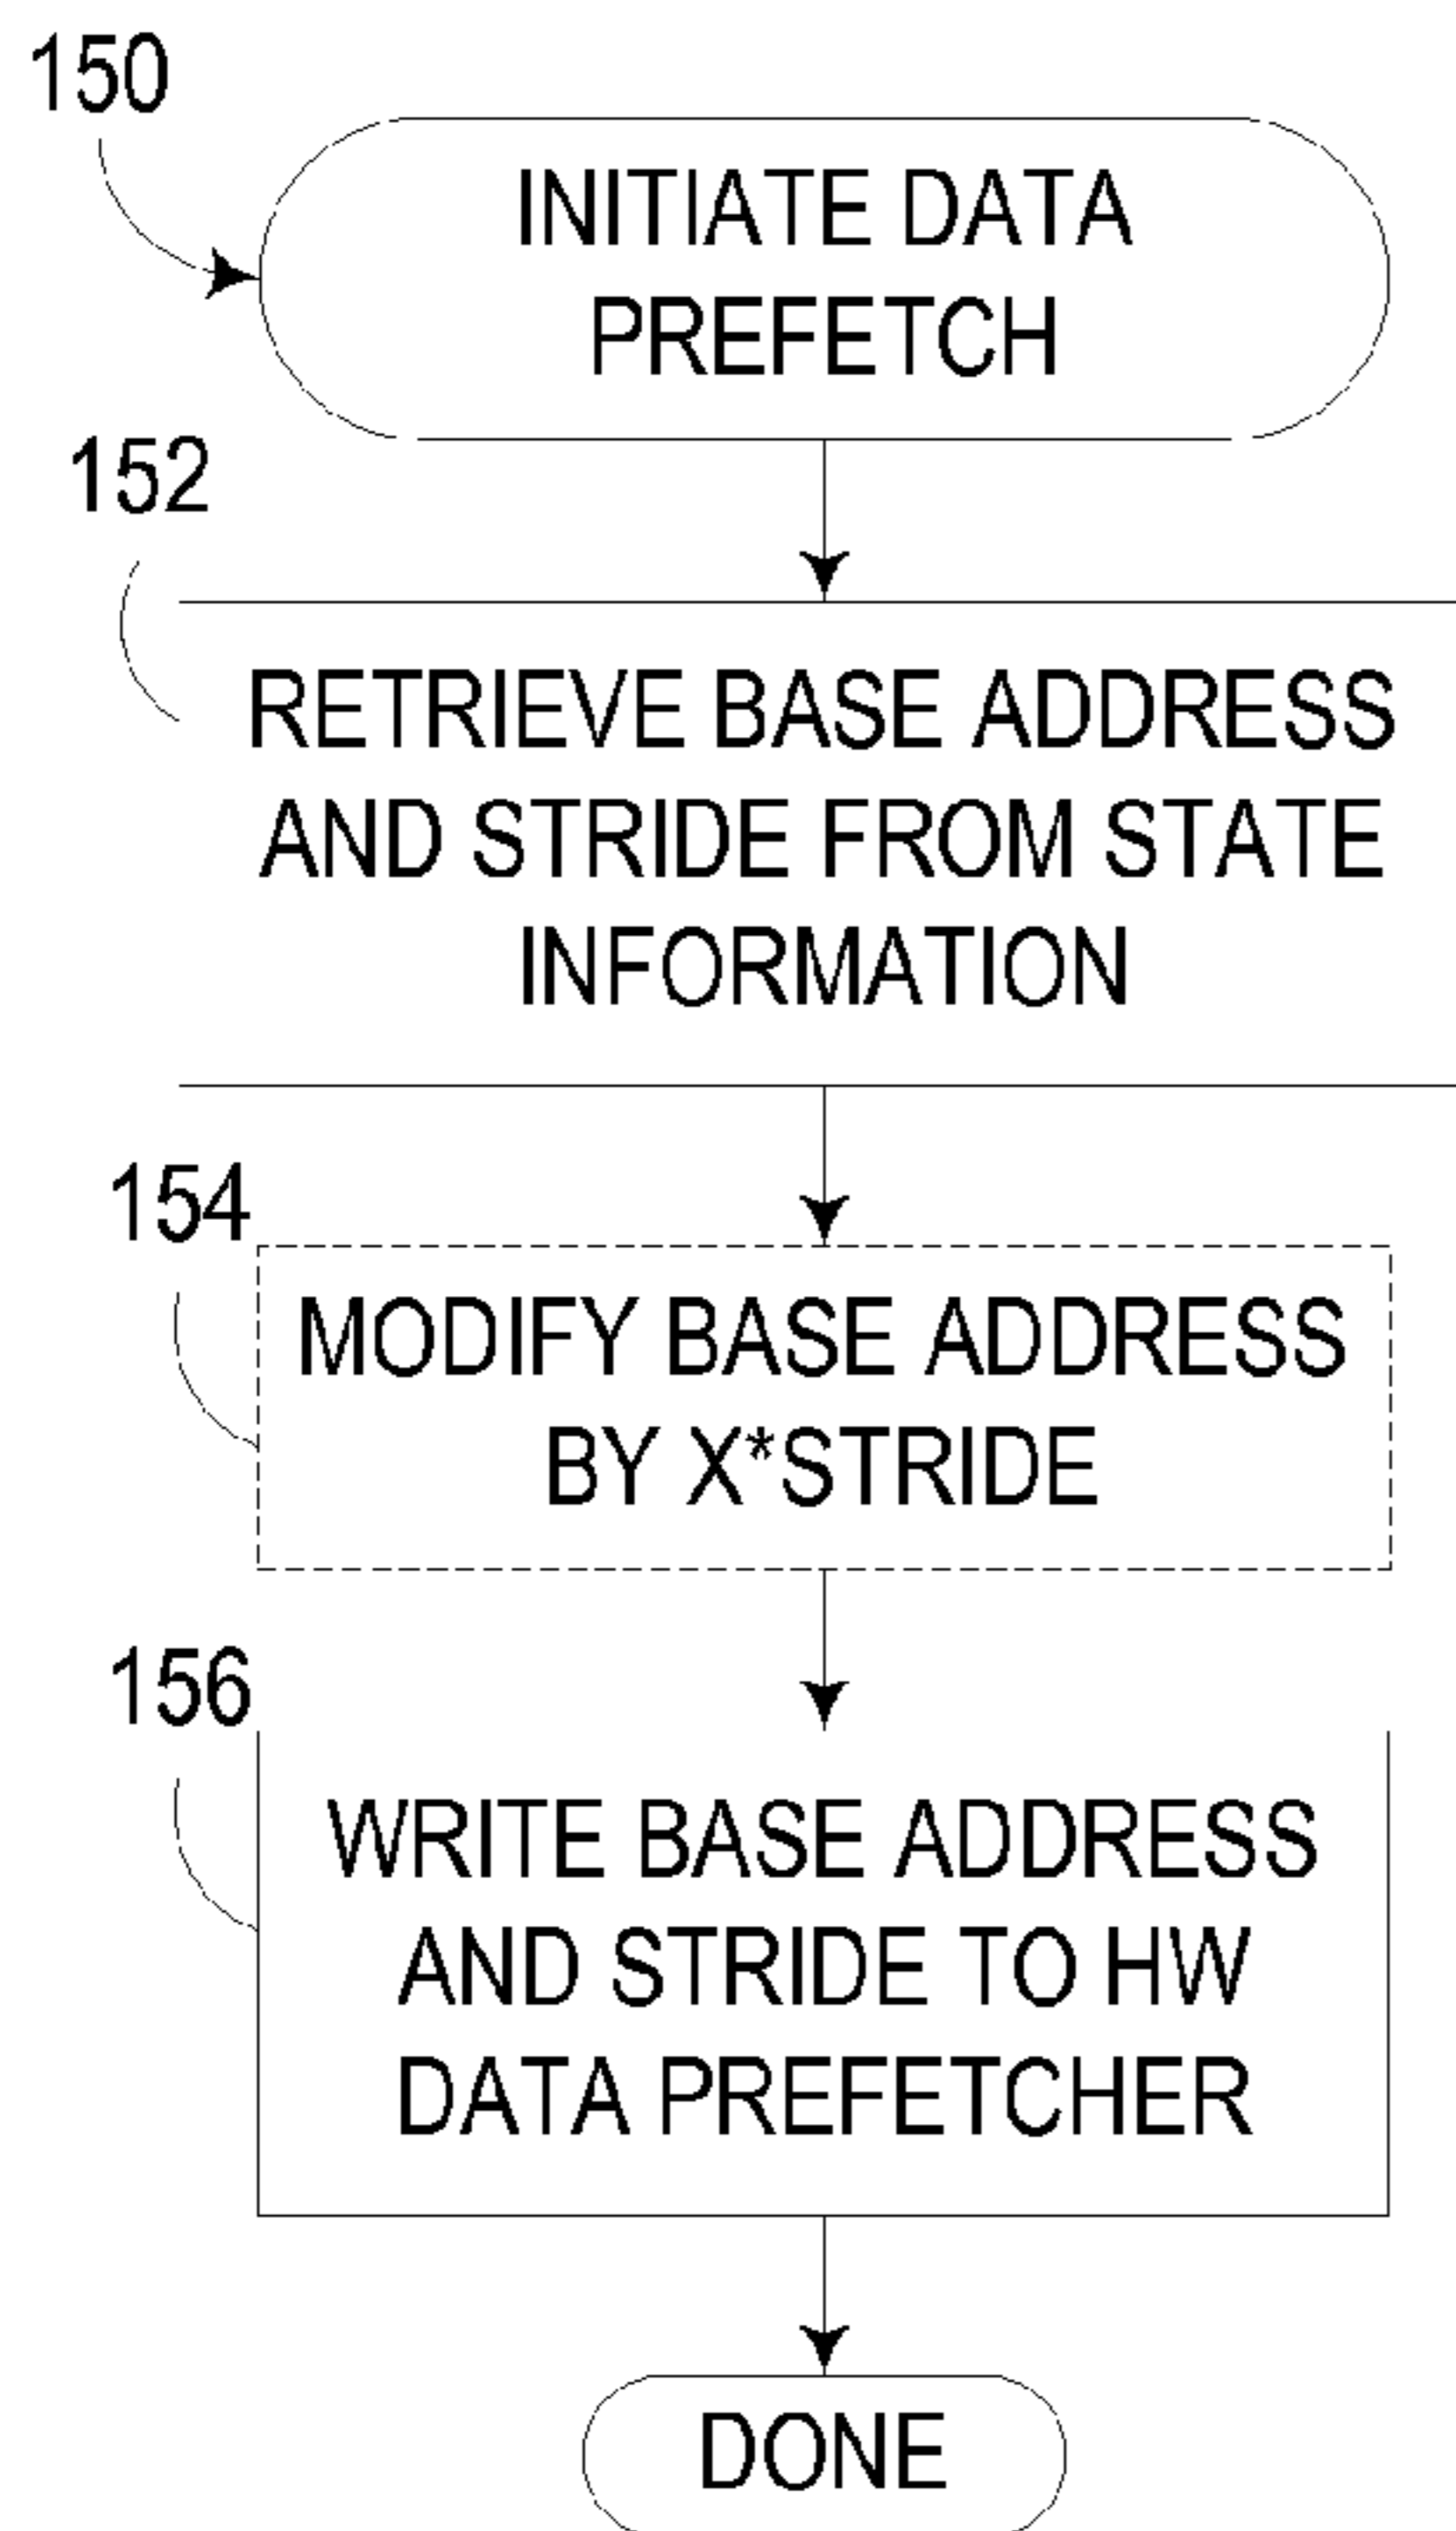 150
INITIATE DATA
PREFETCH
152
RETRIEVE BASE ADDRESS
AND STRIDE FROM STATE
INFORMATION
154
MODIFY BASE ADDRESS
BY X*STRIDE
156
WRITE BASE ADDRESS
AND STRIDE TO HW
DATA PREFETCHER
DONE